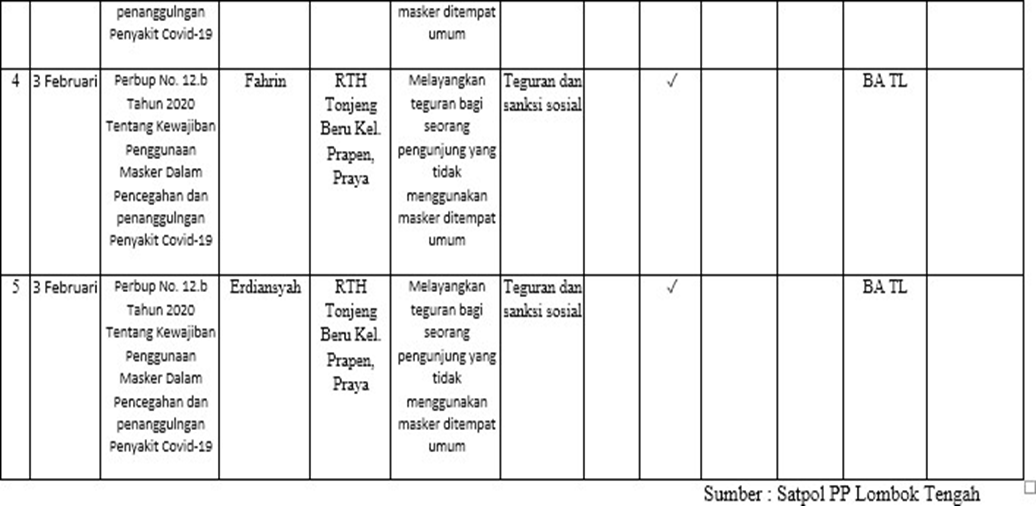 penanggulngan
Penyakit Covid-19
masker ditempat
umum
4
3 Februari
Perbup No. 12.b
Tahun 2020
Tentang Kewajiban
Penggunaan
Masker Dalam
Pencegahan dan
penanggulngan
Penyakit Covid-19
Fahrin
RTH
Tonjeng
Beru Kel.
Prapen,
Praya
Melayangkan
teguran bagi
seorang
pengunjung yang
tidak
menggunakan
masker ditempat
umum
Teguran dan
sanksi sosial
✓
BA TL
5
3 Februari
Perbup No. 12.b
Tahun 2020
Tentang Kewajiban
Penggunaan
Masker Dalam
Pencegahan dan
penanggulngan
Penyakit Covid-19
Erdiansyah
RTH
Tonjeng
Beru Kel.
Prapen,
Praya
Melayangkan
teguran bagi
seorang
pengunjung yang
tidak
menggunakan
masker ditempat
umum
Teguran dan
sanksi sosial
✓
BA TL
Sumber : Satpol PP Lombok Tengah